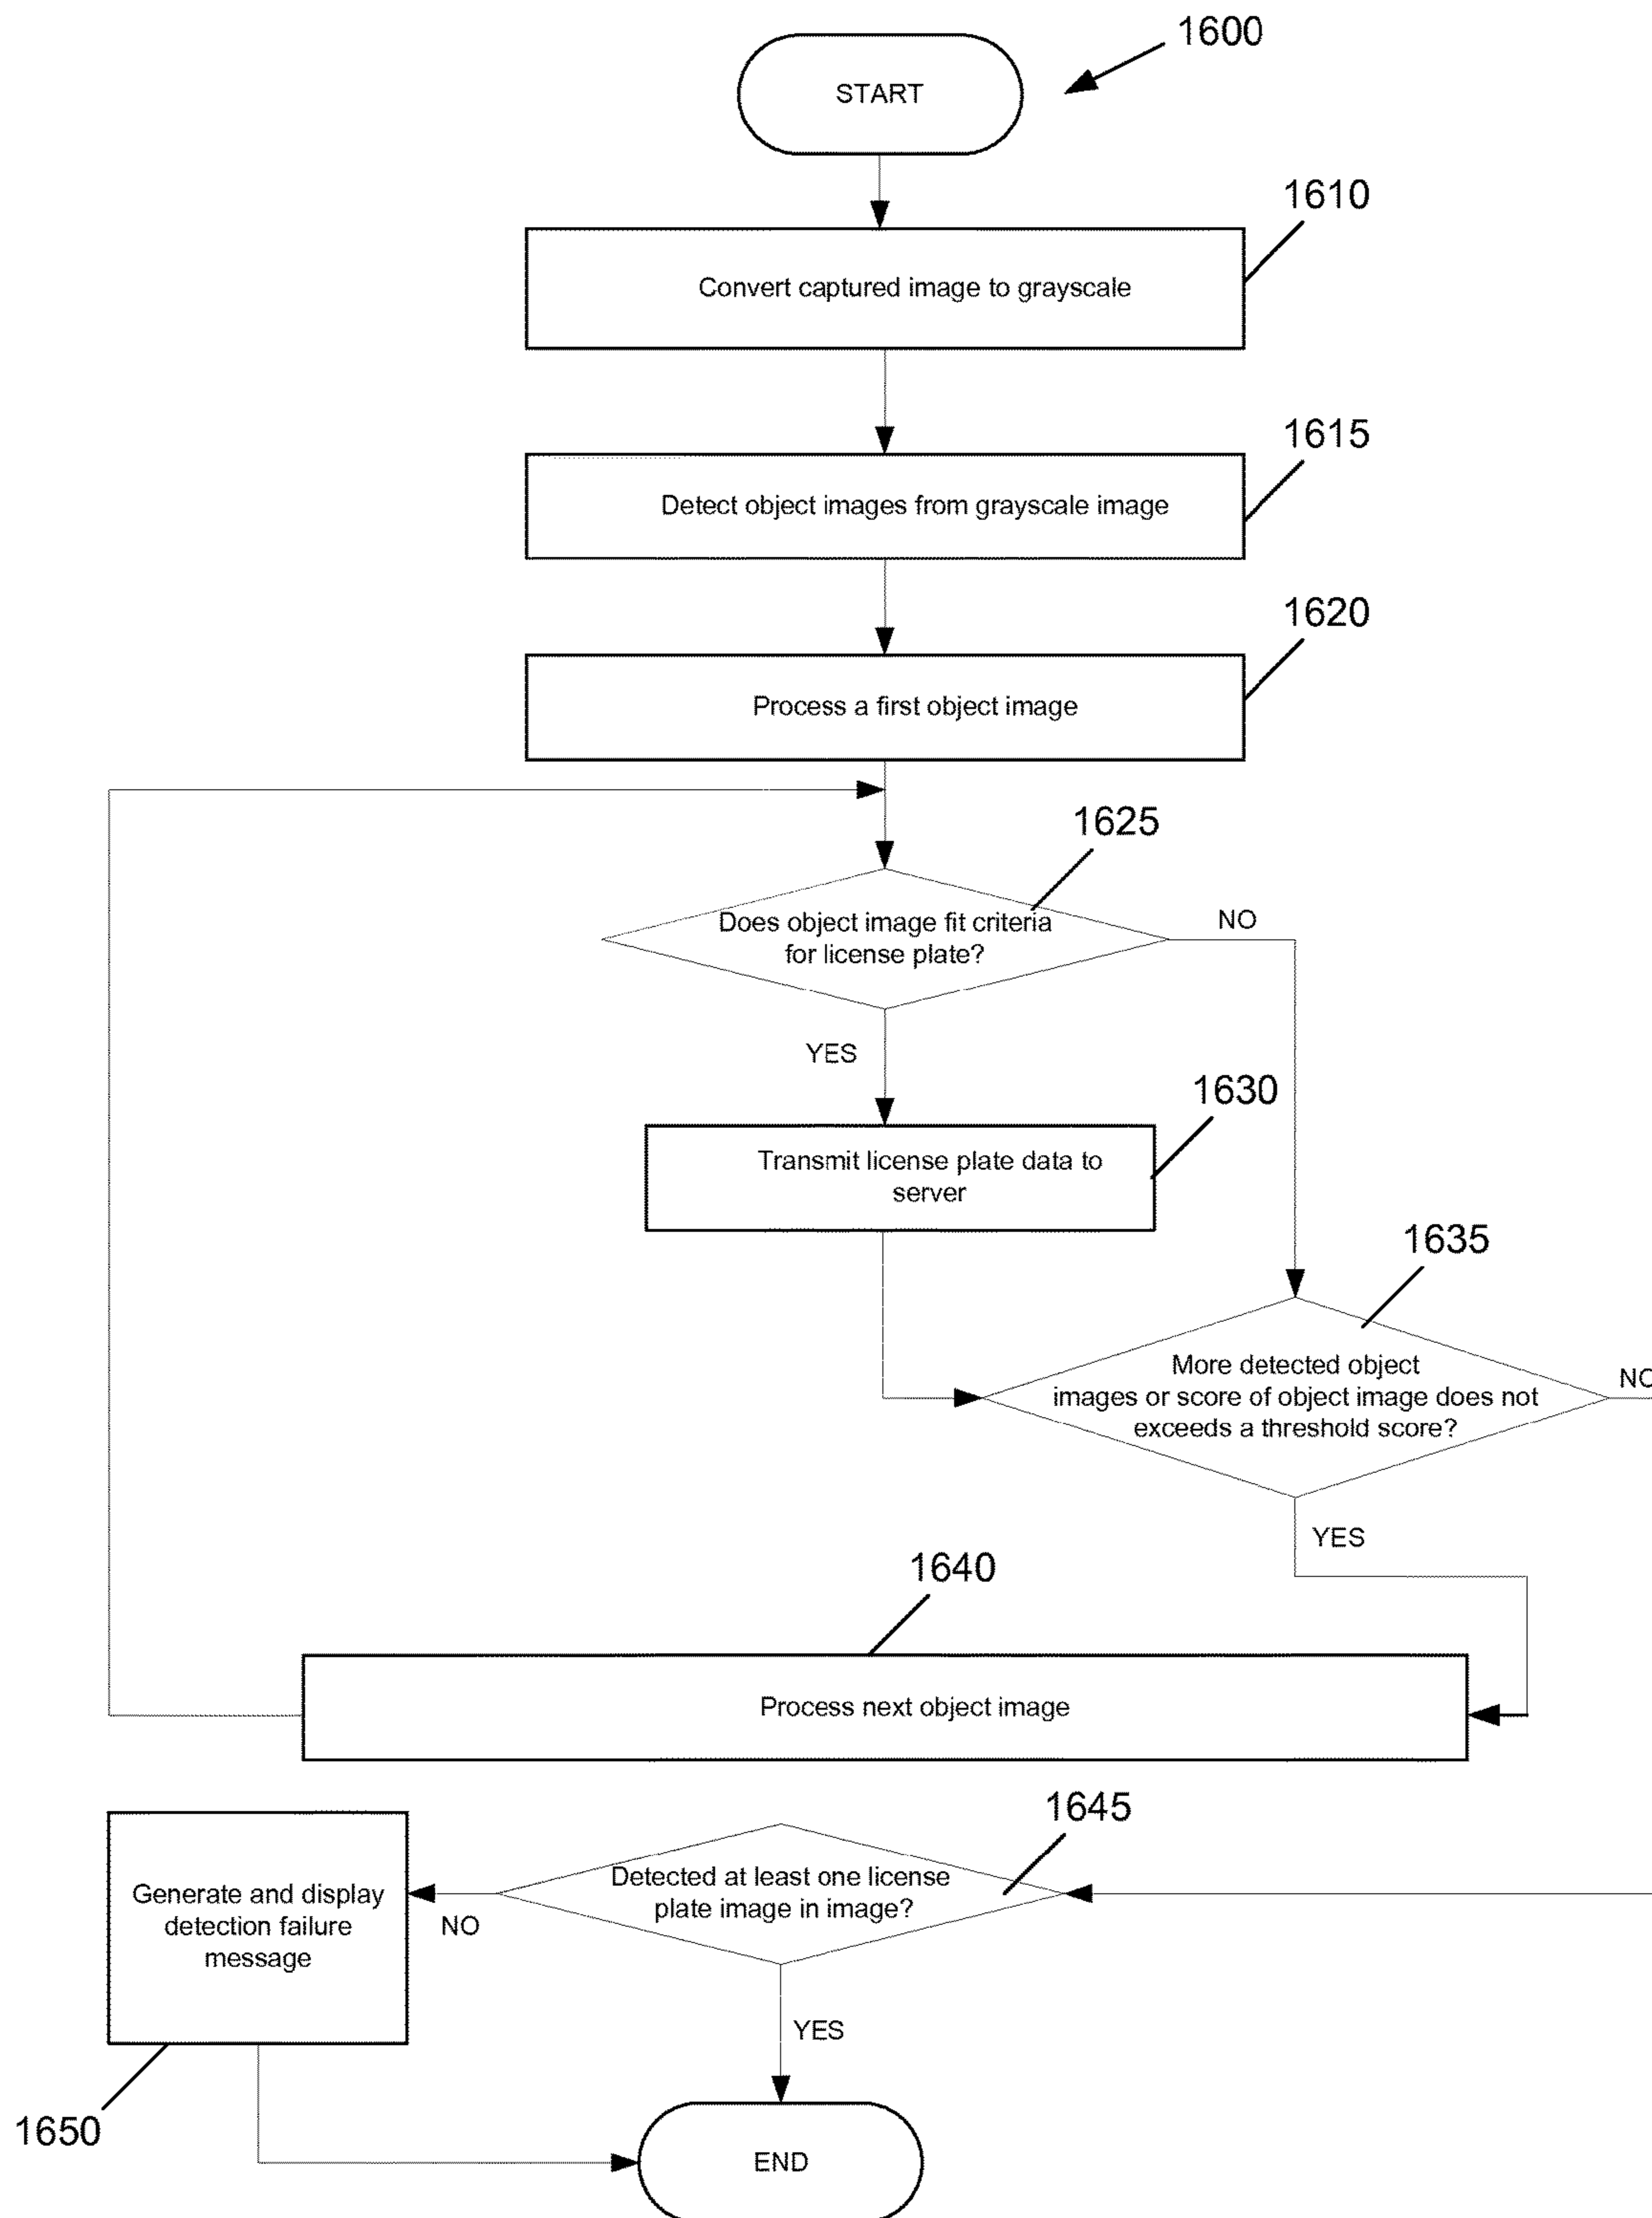 1600
START
1610
Convert captured image to grayscale
1615
Detect object images from grayscale image
1620
Process a first object image
1625
Does object image fit criteria
for license plate?
NO
YES
1630
Transmit license plate data to
server
1635
More detected object
images or score of object image does not
exceeds a threshold score?
NO
YES
1640
Process next object image
1645
Detected at least one license
plate image in image?
Generate and display
detection failure
message
NO
YES
1650
END